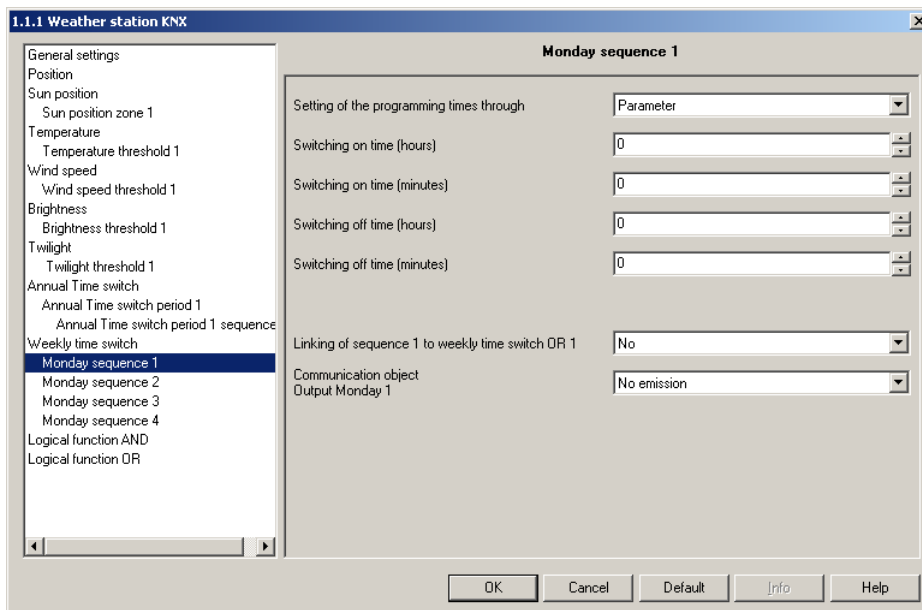 1.1.1 Weather station KNX
General settings
Position
Sun position
Sun position zone 1
Temperature
Temperature threshold 1
Wind speed
Wind speed threshold 1
Brightness
Brightness threshold 1
Twilight
Twilight threshold 1
Annual Time switch
Annual Time switch period 1
Annual Time switch period 1 sequence
Weekly time switch
Monday sequence 1
Monday sequence 2
Monday sequence 3
Monday sequence 4
Logical function AND
Logical function OR
Monday sequence 1
Setting of the programming times through Parameter
Switching on time (hours) 0
Switching on time (minutes) 0
Switching off time (hours) 0
Switching off time (minutes) 0
Linking of sequence 1 to weekly time switch OR 1 No
Communication object
Output Monday 1 No emission
OK Cancel Default Info Help